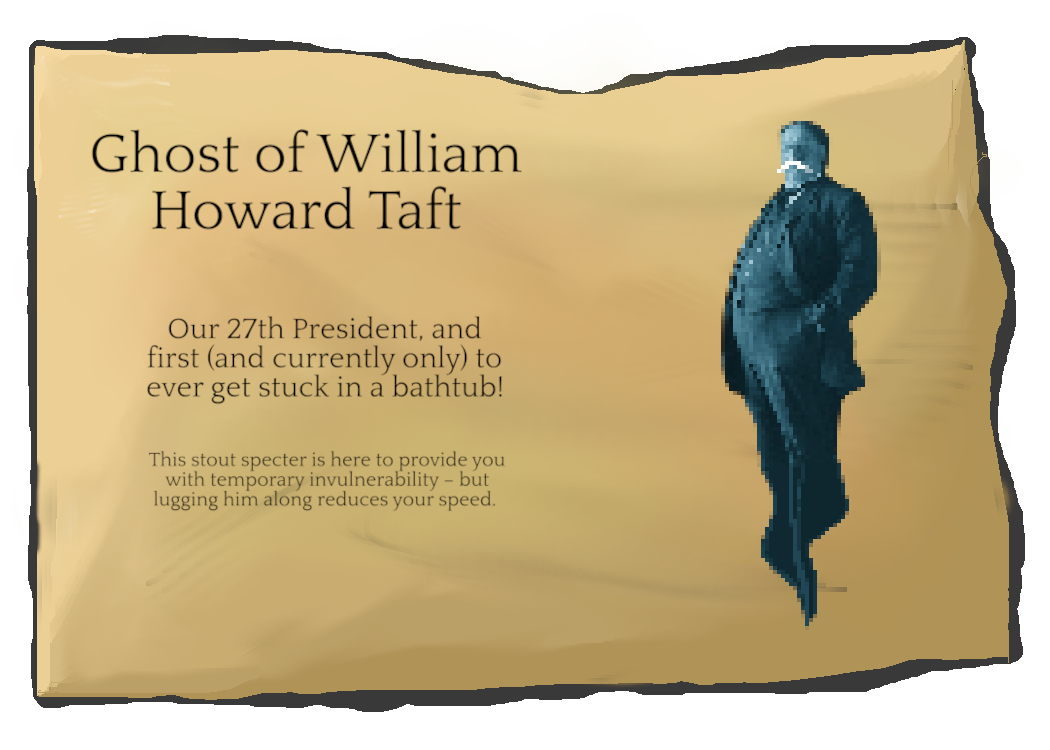 Ghost of William
Howard Taft
Our 27th President, and
first (and currently only) to
ever get stuck in a bathtub!
This stout specter is here to provide you
with temporary invulnerability – but
lugging him along reduces your speed.